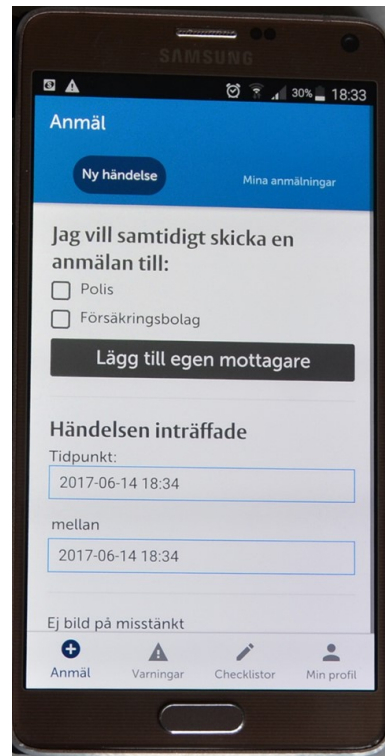 SAMSUNG
30% 18:33
Anmäl
Ny händelse
Mina anmälningar
Jag vill samtidigt skicka en
anmälan till:
Polis
Försäkringsbolag
Lägg till egen mottagare
Händelsen inträffade
Tidpunkt:
2017-06-14 18:34
mellan
2017-06-14 18:34
Ej bild på misstänkt
Anmäl Varningar Checklistor Min profil